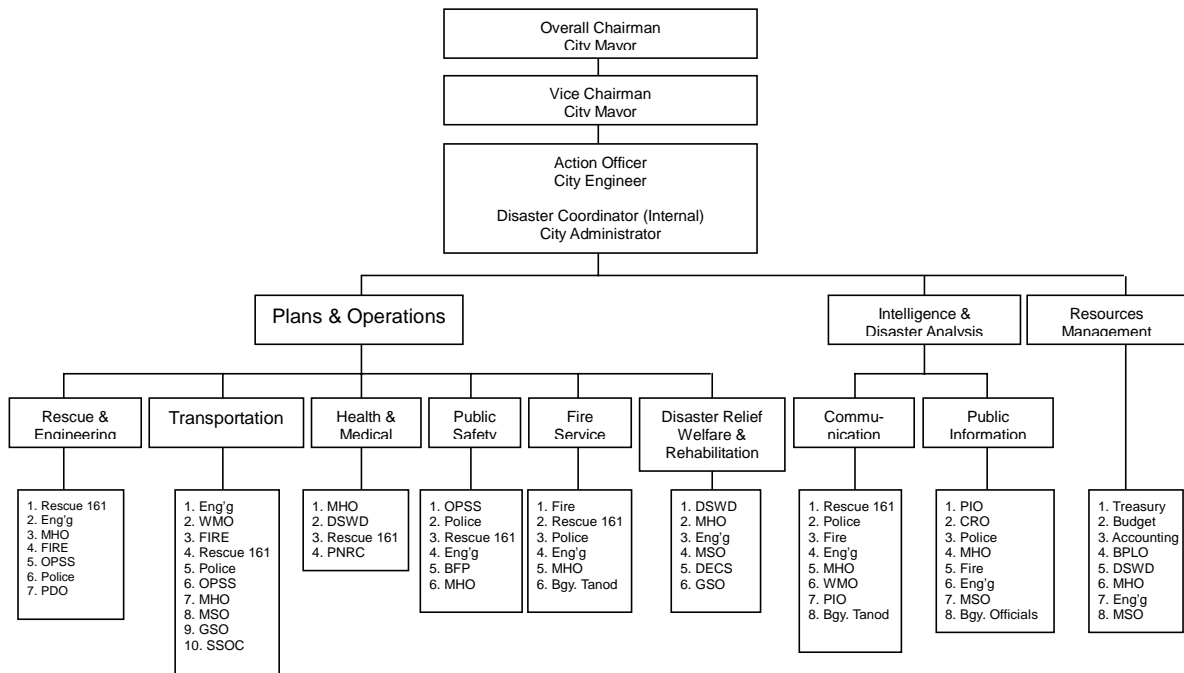 Overall Chairman
City Mayor
Vice Chairman
City Mayor
Action Officer
City Engineer
Disaster Coordinator (Internal)
City Administrator
Plans & Operations
Intelligence &
Disaster Analysis
Resources
Management
Rescue &
Engineering
Transportation
Health &
Medical
Public
Safety
Fire
Service
Disaster Relief
Welfare &
Rehabilitation
Commu-
nication
Public
Information
1. Rescue 161
2. Eng'g
3. MHO
4. FIRE
5. OPSS
6. Police
7. PDO
1. Eng'g
2. WMO
3. FIRE
4. Rescue 161
5. Police
6. OPSS
7. MHO
8. MSO
9. GSO
10. SSOC
1. MHO
2. DSWD
3. Rescue 161
4. PNRC
1. OPSS
2. Police
3. Rescue 161
4. Eng'g
5. BFP
6. MHO
1. Fire
2. Rescue 161
3. Police
4. Eng'g
5. MHO
6. Bgy. Tanod
1. DSWD
2. MHO
3. Eng'g
4. MSO
5. DECS
6. GSO
1. Rescue 161
2. Police
3. Fire
4. Eng'g
5. MHO
6. WMO
7. PIO
8. Bgy. Tanod
1. PIO
2. CRO
3. Police
4. MHO
5. Fire
6. Eng'g
7. MSO
8. Bgy. Officials
1. Treasury
2. Budget
3. Accounting
4. BPLO
5. DSWD
6. MHO
7. Eng'g
8. MSO